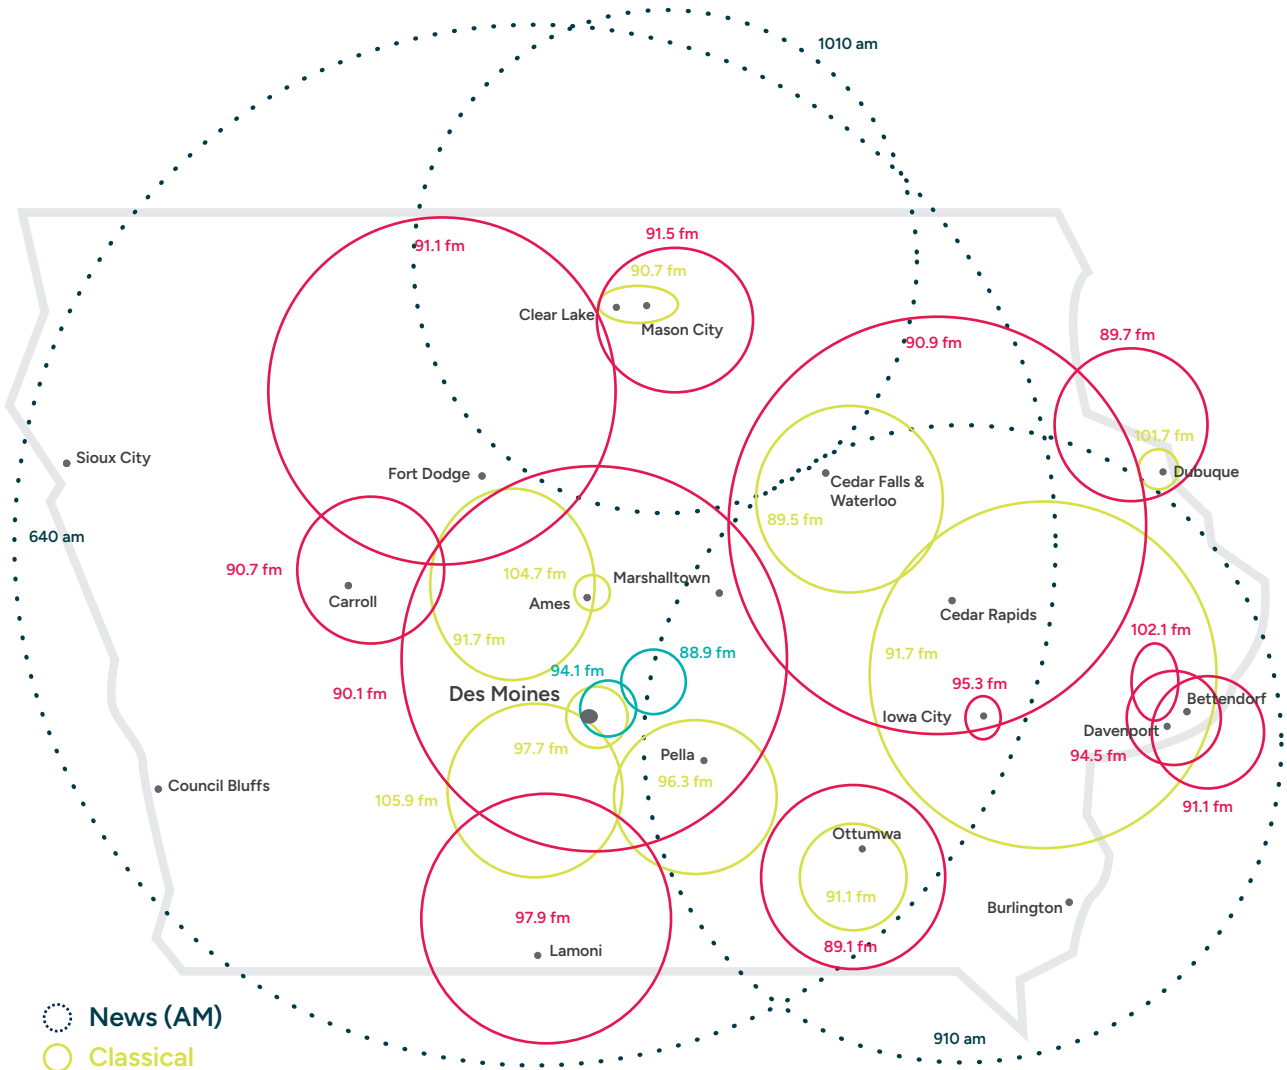 1010 am
91.5 fm
91.1 fm
90.7 fm
Clear Lake
Mason City
89.7 fm
90.9 fm
101.7 fm
Sioux City
Dubuque
Fort Dodge
Cedar Falls &
Waterloo
89.5 fm
640 am
90.7 fm
104.7 fm
Marshalltown
Carroll
Ames
Cedar Rapids
102.1 fm
91.7 fm
88.9 fm
91.7 fm
94.1 fm
90.1 fm
Des Moines
95.3 fm
Bettendorf
Iowa City
Davenport
97.7 fm
Pella
94.5 fm
96.3 fm
Council Bluffs
105.9 fm
91.1 fm
Ottumwa
91.1 fm
Burlington
97.9 fm
89.1 fm
Lamoni
News (AM)
910 am
Classical